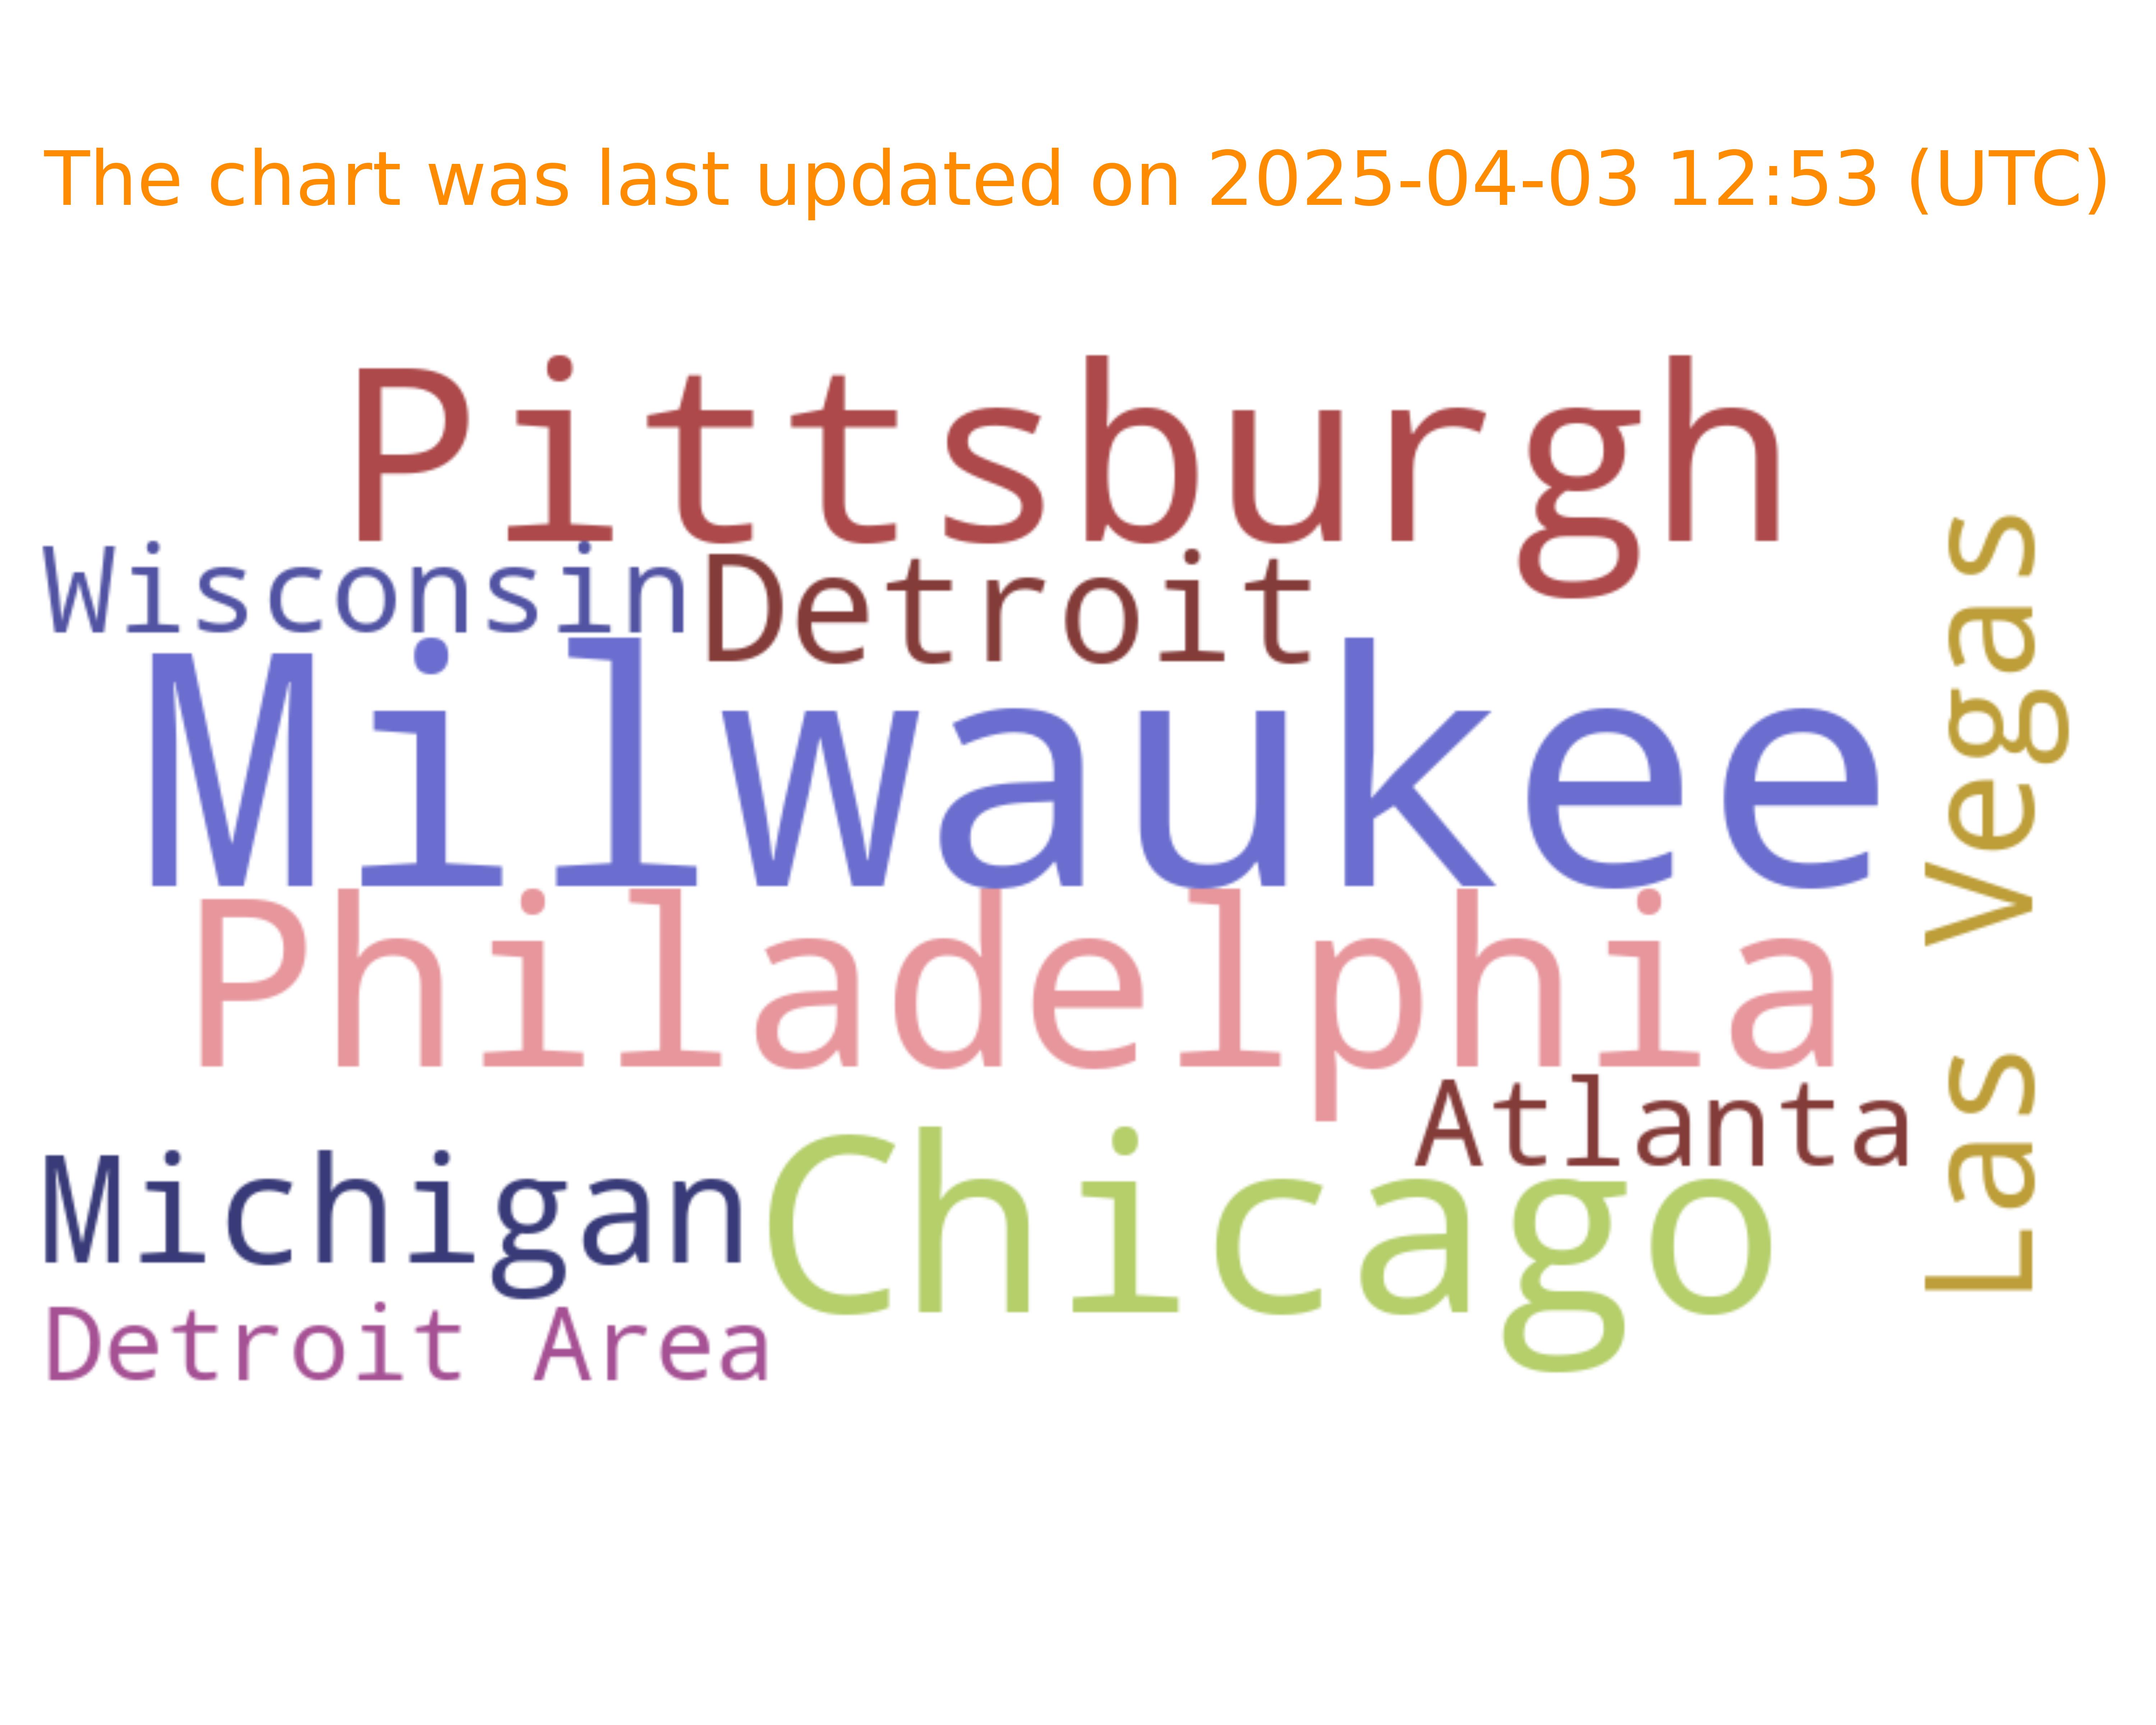 The chart was last updated on 2025-04-03 12:53 (UTC)
Pittsburgh
Wisconsin
Detroit
Milwaukee
Las Vegas
Philadelphia
Atlanta
Michigan
Chicago
Detroit Area